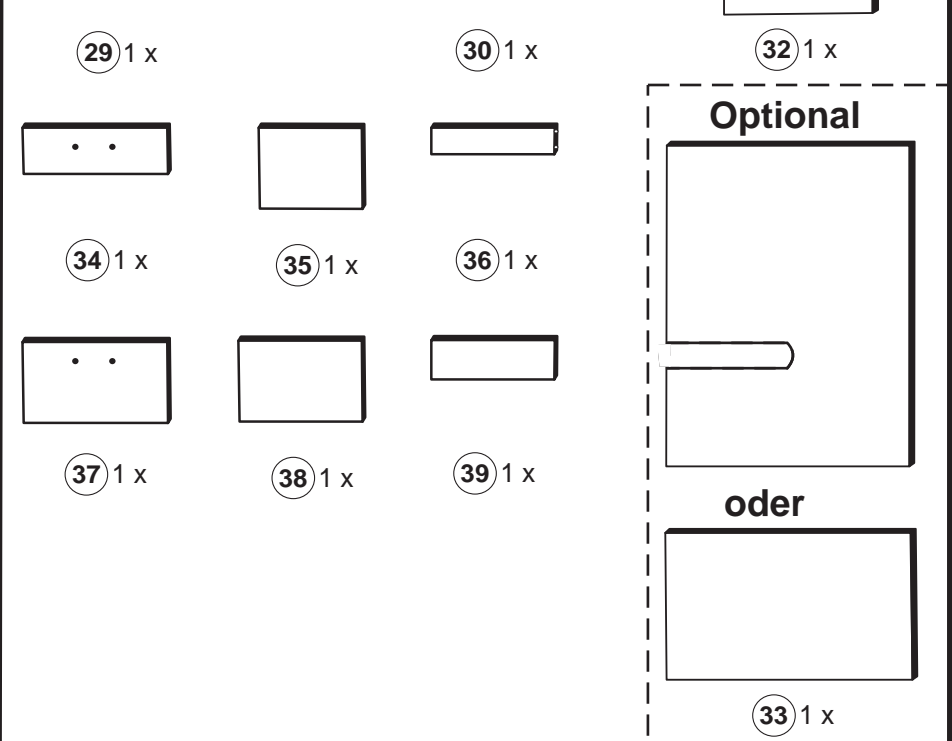 29 1 x
30 1 x
32 1 x
Optional
34 1 x
35 1 x
36 1 x
37 1 x
38 1 x
39 1 x
oder
33 1 x